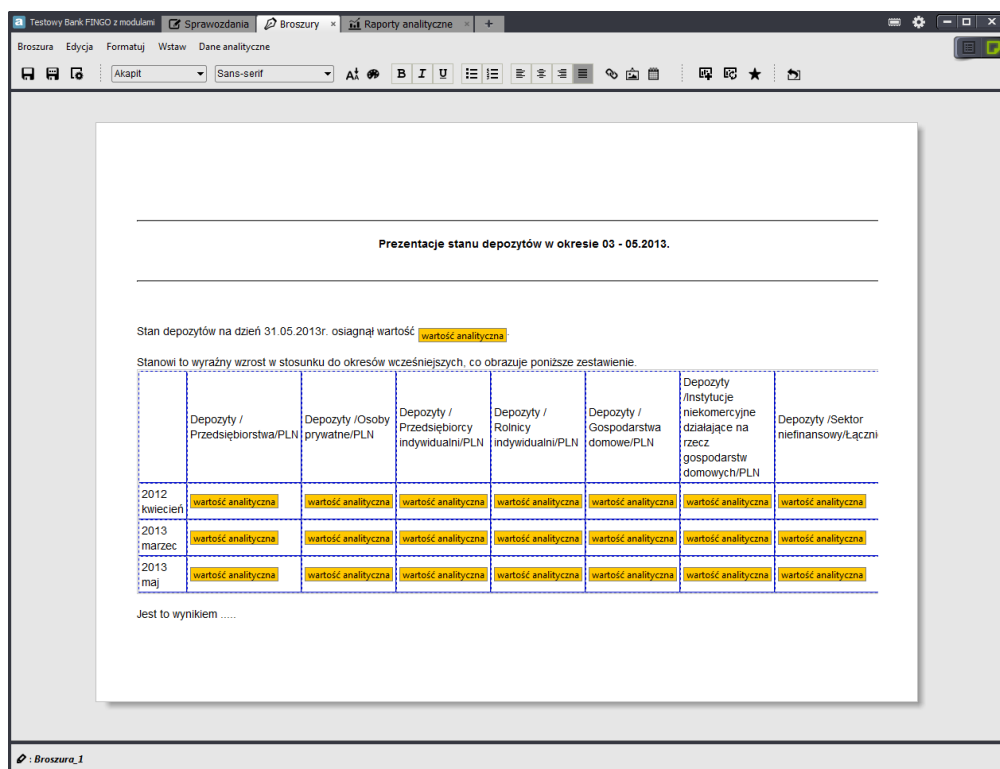 a Testowy Bank FINGO z modulami Sprawozdania Broszury × Raporty analityczne × +
Broszura Edycja Formatuj Wstaw Dane analityczne
Akapit Sans-serif B I U
Prezentacje stanu depozytów w okresie 03 - 05.2013.
Stan depozytów na dzień 31.05.2013r. osiagnął wartość wartość analityczna.
Stanowi to wyraźny wzrost w stosunku do okresów wcześniejszych, co obrazuje poniższe zestawienie.
Depozyty /
Przedsiębiorstwa/PLN
Depozyty /Osoby
prywatne/PLN
Depozyty /
Przedsiębiorcy
indywidualni/PLN
Depozyty /
Rolnicy
indywidualni/PLN
Depozyty /
Gospodarstwa
domowe/PLN
Depozyty
/Instytucje
niekomercyjne
działające na
rzecz
gospodarstw
domowych/PLN
Depozyty /Sektor
niefinansowy/Łączni
2012
kwiecień
wartość analityczna wartość analityczna wartość analityczna wartość analityczna wartość analityczna wartość analityczna wartość analityczna
2013
marzec
wartość analityczna wartość analityczna wartość analityczna wartość analityczna wartość analityczna wartość analityczna wartość analityczna
2013
maj
wartość analityczna wartość analityczna wartość analityczna wartość analityczna wartość analityczna wartość analityczna wartość analityczna
Jest to wynikiem .....
: Broszura_1